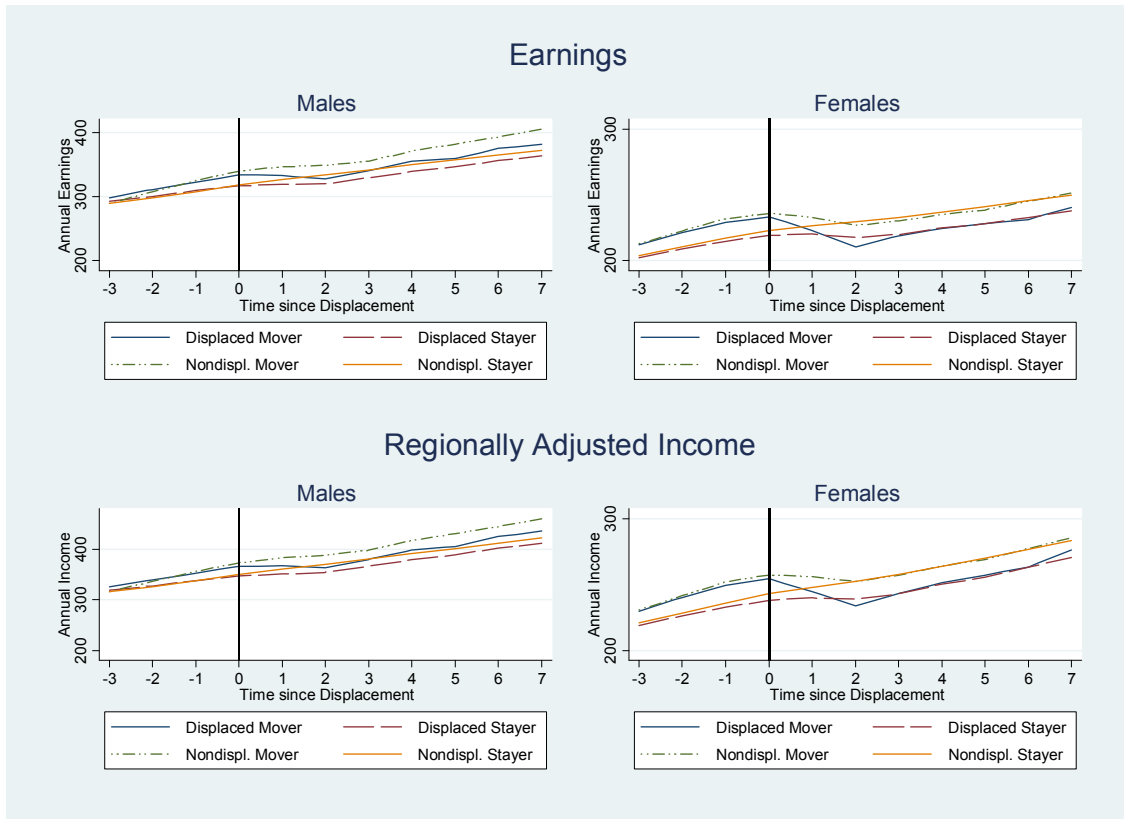 Earnings
Males
Annual Earnings
400
300
200
-3 -2 -1 0 1 2 3 4 5 6 7
Time since Displacement
Displaced Mover Displaced Stayer
Nondispl. Mover Nondispl. Stayer
Females
Annual Earnings
300
200
-3 -2 -1 0 1 2 3 4 5 6 7
Time since Displacement
Displaced Mover Displaced Stayer
Nondispl. Mover Nondispl. Stayer
Regionally Adjusted Income
Males
Annual Income
400
300
200
-3 -2 -1 0 1 2 3 4 5 6 7
Time since Displacement
Displaced Mover Displaced Stayer
Nondispl. Mover Nondispl. Stayer
Females
Annual Income
300
200
-3 -2 -1 0 1 2 3 4 5 6 7
Time since Displacement
Displaced Mover Displaced Stayer
Nondispl. Mover Nondispl. Stayer